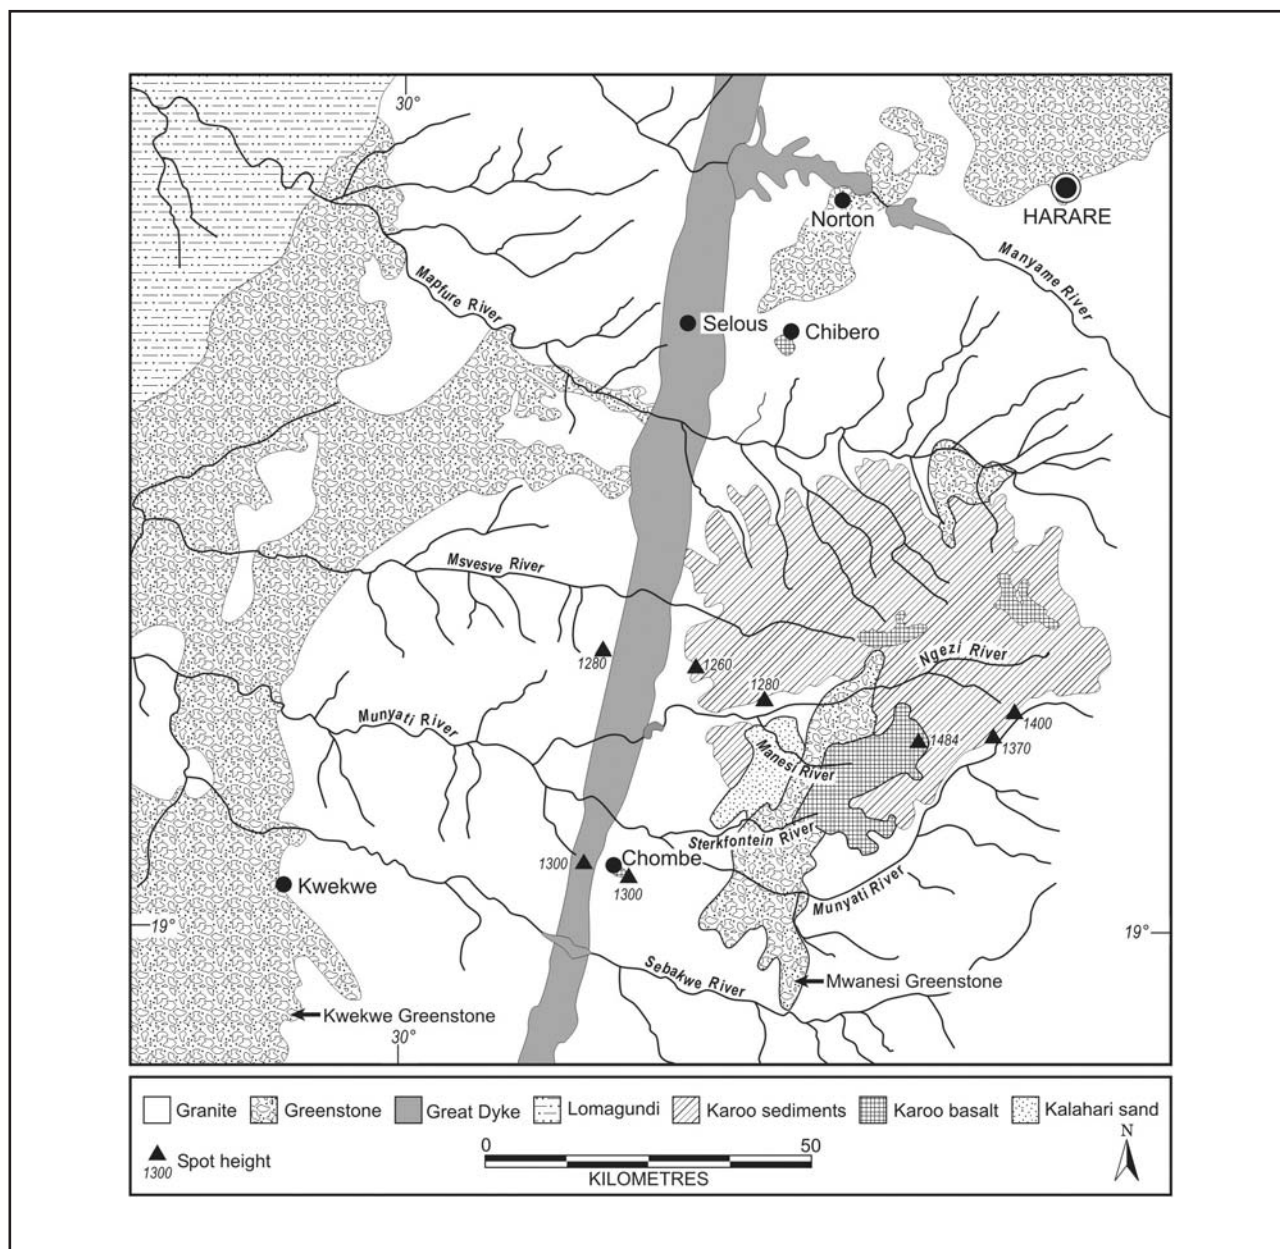 30°
HARARE
Norton
Manyame River
Mapfure River
Selous
Chibero
Msvesve River
1280
1260
Ngezi River
1280
1400
1370
1484
Munyati River
Manesi River
Sterkfontein River
1300
Chombe
1300
Kwekwe
Munyati River
19°
19°
Sebakwe River
Mwanesi Greenstone
Kwekwe Greenstone
30°
Granite
Greenstone
Great Dyke
Lomagundi
Karoo sediments
Karoo basalt
Kalahari sand
1300 Spot height
0 50
KILOMETRES
N